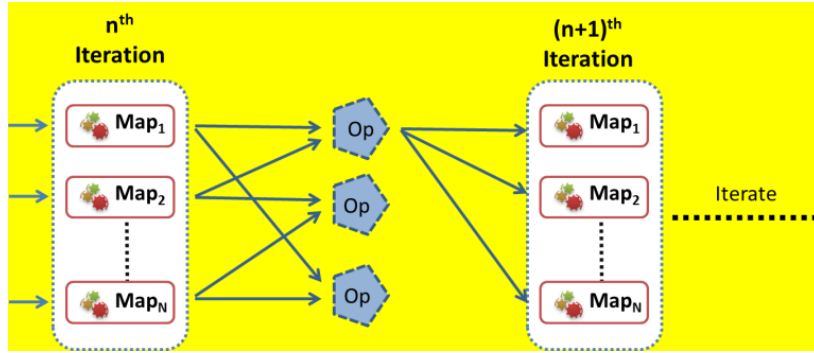 nth
Iteration
Map1
Map2
MapN
Op
Op
Op
(n+1)th
Iteration
Map1
Map2
MapN
Iterate